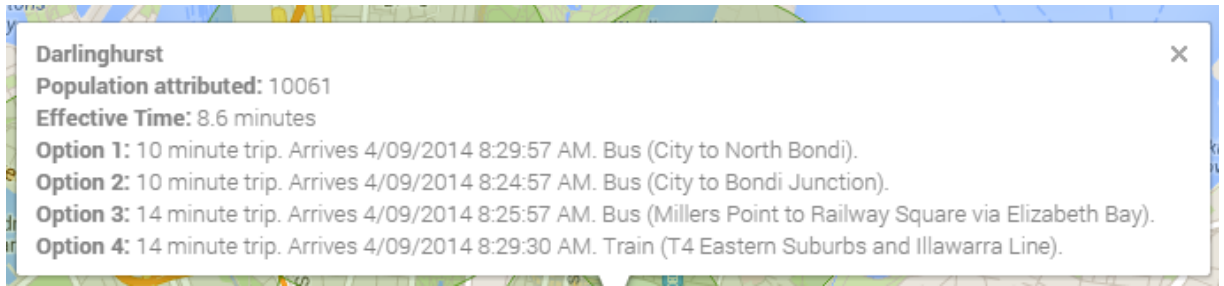 Darlinghurst
Population attributed: 10061
Effective Time: 8.6 minutes
Option 1: 10 minute trip. Arrives 4/09/2014 8:29:57 AM. Bus (City to North Bondi).
Option 2: 10 minute trip. Arrives 4/09/2014 8:24:57 AM. Bus (City to Bondi Junction).
Option 3: 14 minute trip. Arrives 4/09/2014 8:25:57 AM. Bus (Millers Point to Railway Square via Elizabeth Bay).
Option 4: 14 minute trip. Arrives 4/09/2014 8:29:30 AM. Train (T4 Eastern Suburbs and Illawarra Line).